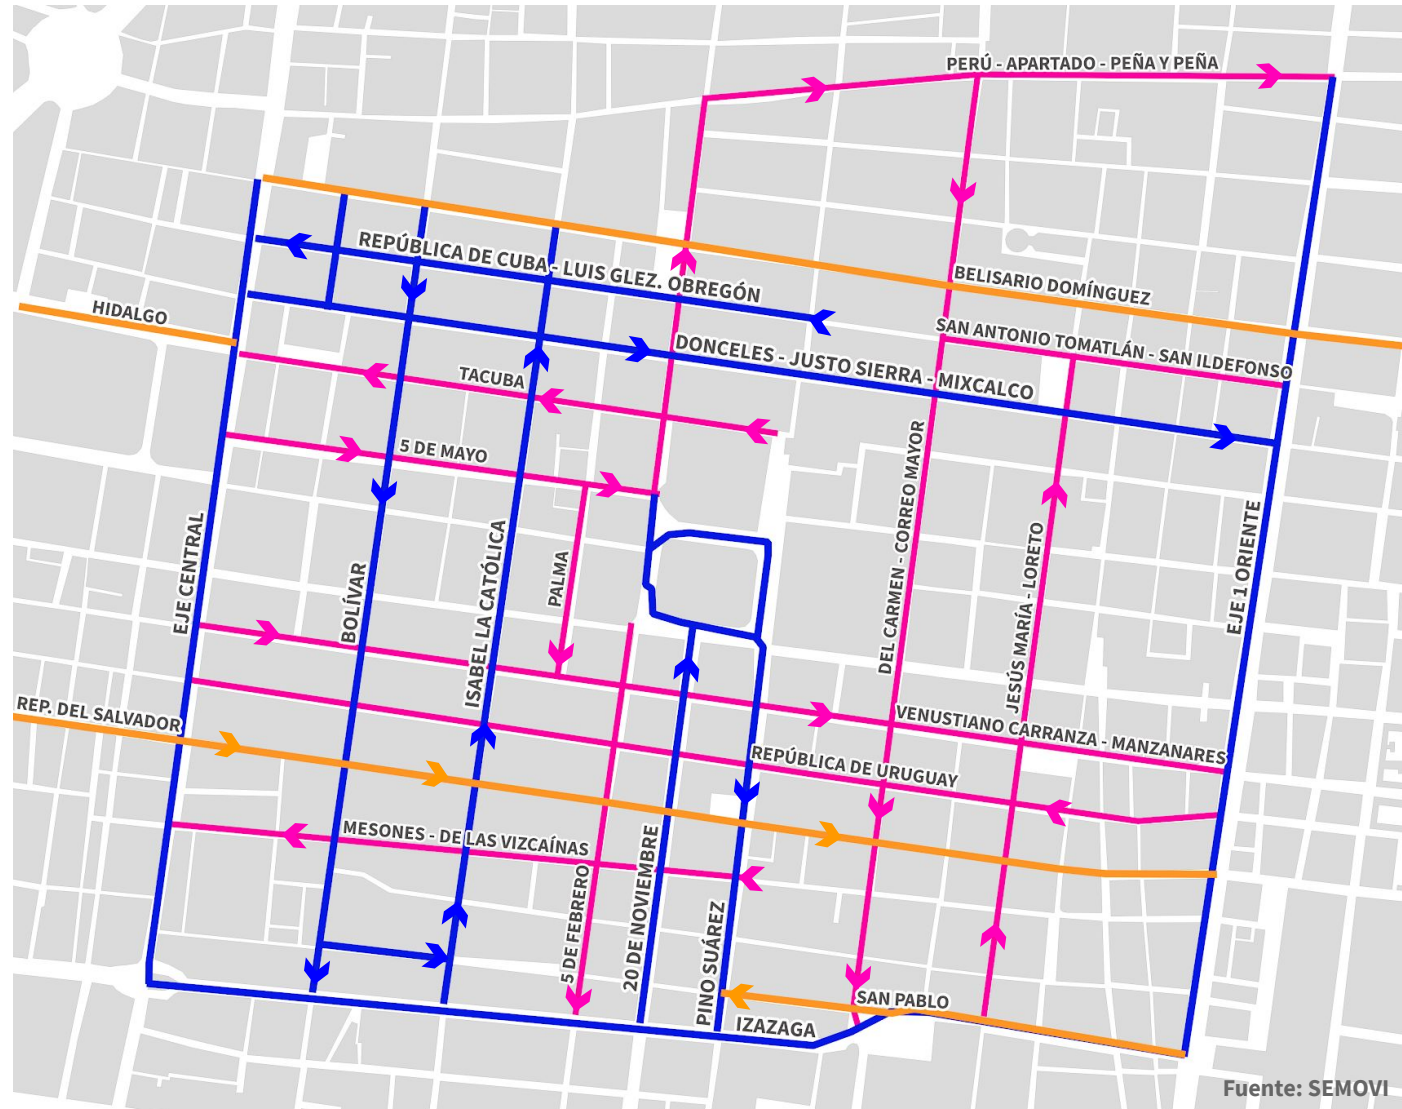 PERÚ - APARTADO - PEÑA Y PEÑA
REPÚBLICA DE CUBA - LUIS GLEZ. OBREGÓN
BELISARIO DOMÍNGUEZ
HIDALGO
SAN ANTONIO TOMATLÁN - SAN ILDEFONSO
DONCELES - JUSTO SIERRA - MIXCALCO
TACUBA
5 DE MAYO
EJE CENTRAL
BOLÍVAR
ISABEL LA CATÓLICA
PALMA
DEL CARMEN - CORREO MAYOR
JESÚS MARÍA - LORETO
EJE 1 ORIENTE
REP. DEL SALVADOR
VENUSTIANO CARRANZA - MANZANARES
REPÚBLICA DE URUGUAY
MESONES - DE LAS VIZCAÍNAS
5 DE FEBRERO
20 DE NOVIEMBRE
PINO SUÁREZ
SAN PABLO
IZAZAGA
Fuente: SEMOVI